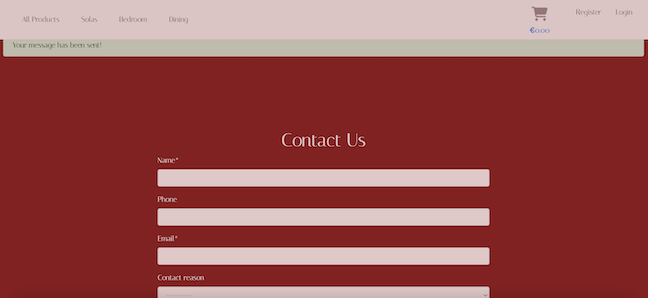 All Products Sofas Bedroom Dining Register Login
€0.00
Your message has been sent!
Contact Us
Name*
Phone
Email*
Contact reason